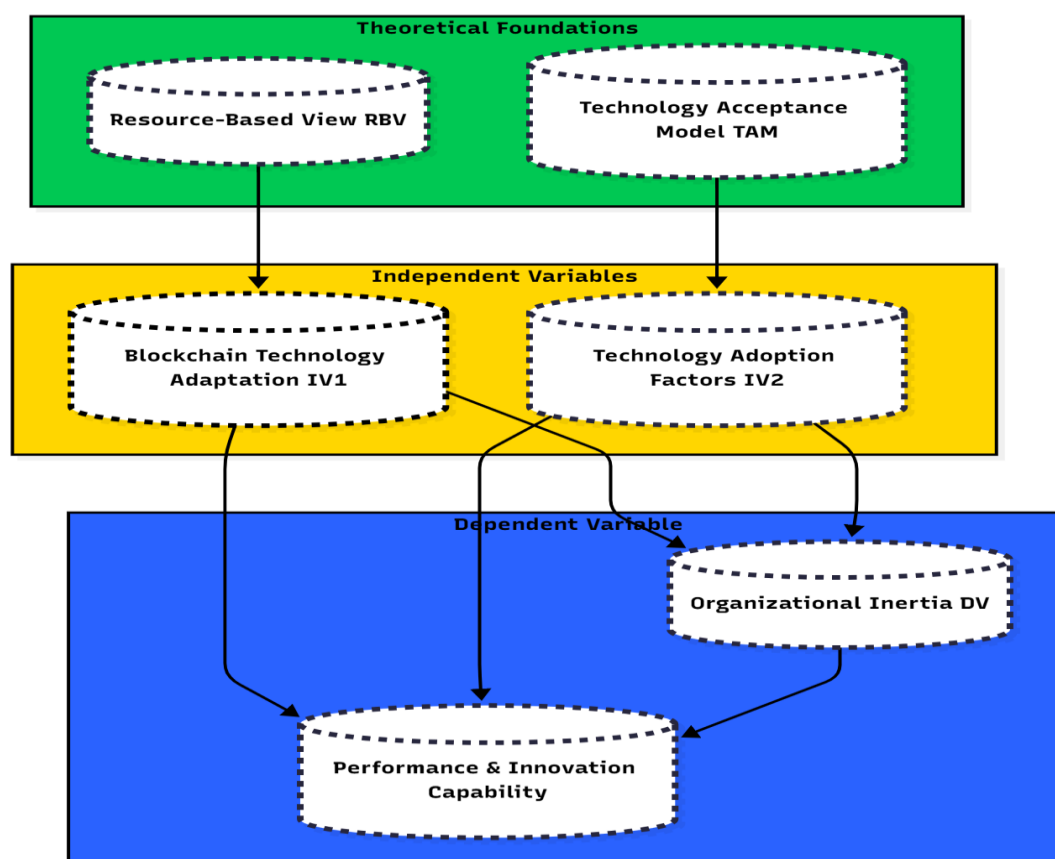 Theoretical Foundations
Resource-Based View RBV
Technology Acceptance
Model TAM
Independent Variables
Blockchain Technology
Adaptation IV1
Technology Adoption
Factors IV2
Dependent Variable
Organizational Inertia DV
Performance & Innovation
Capability